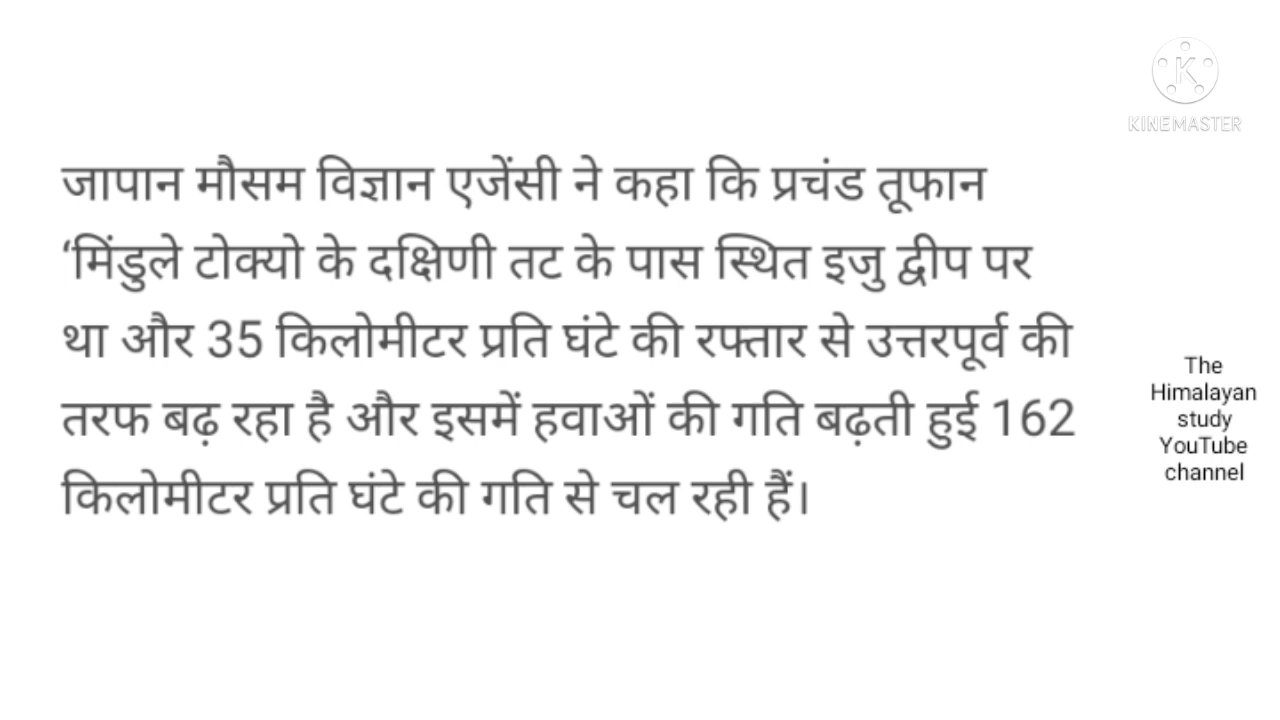 KINEMASTER
जापान मौसम विज्ञान एजेंसी ने कहा कि प्रचंड तूफान
‘मिंडुले टोक्यो के दक्षिणी तट के पास स्थित इजु द्वीप पर
था और 35 किलोमीटर प्रति घंटे की रफ्तार से उत्तरपूर्व की
तरफ बढ़ रहा है और इसमें हवाओं की गति बढ़ती हुई 162
किलोमीटर प्रति घंटे की गति से चल रही हैं।
The
Himalayan
study
YouTube
channel